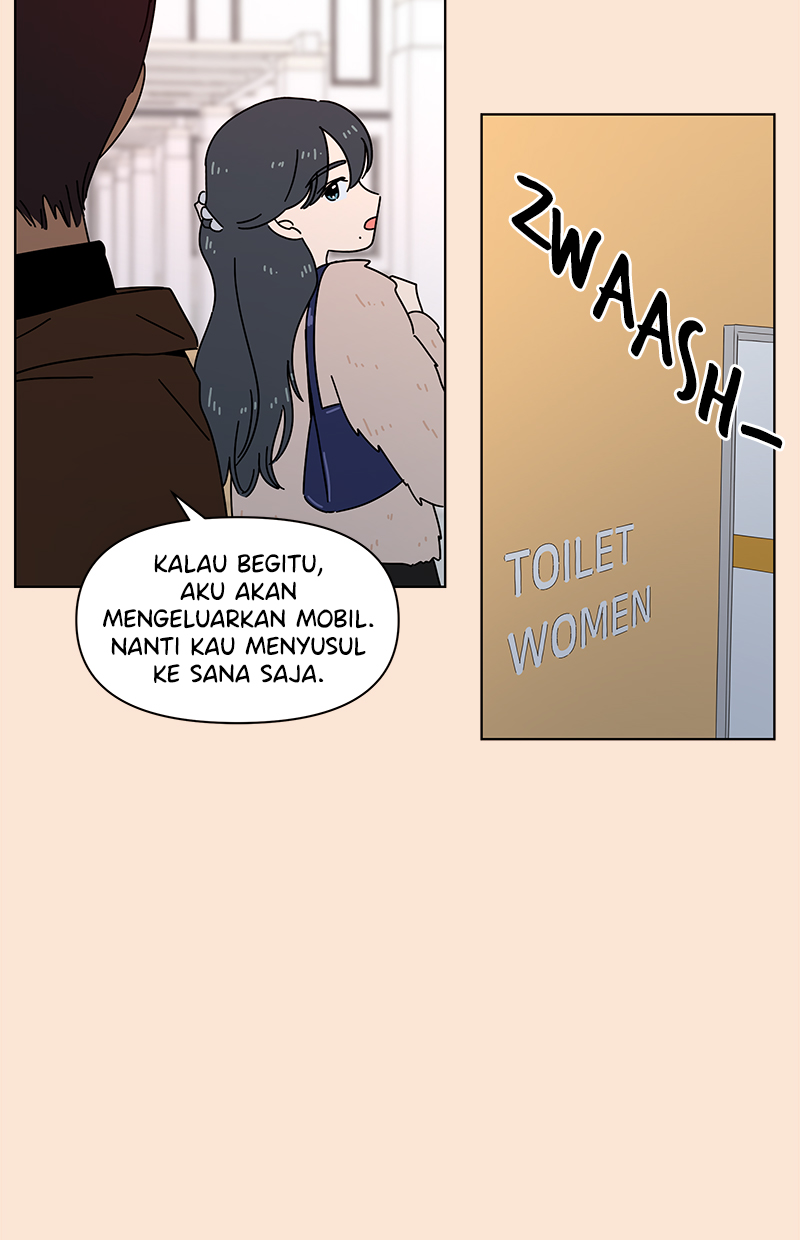 KALAU BEGITU,
AKU AKAN
MENGELUARKAN MOBIL.
NANTI KAU MENYUSUL
KE SANA SAJA.
ZWAASH_
TOILET
WOMEN